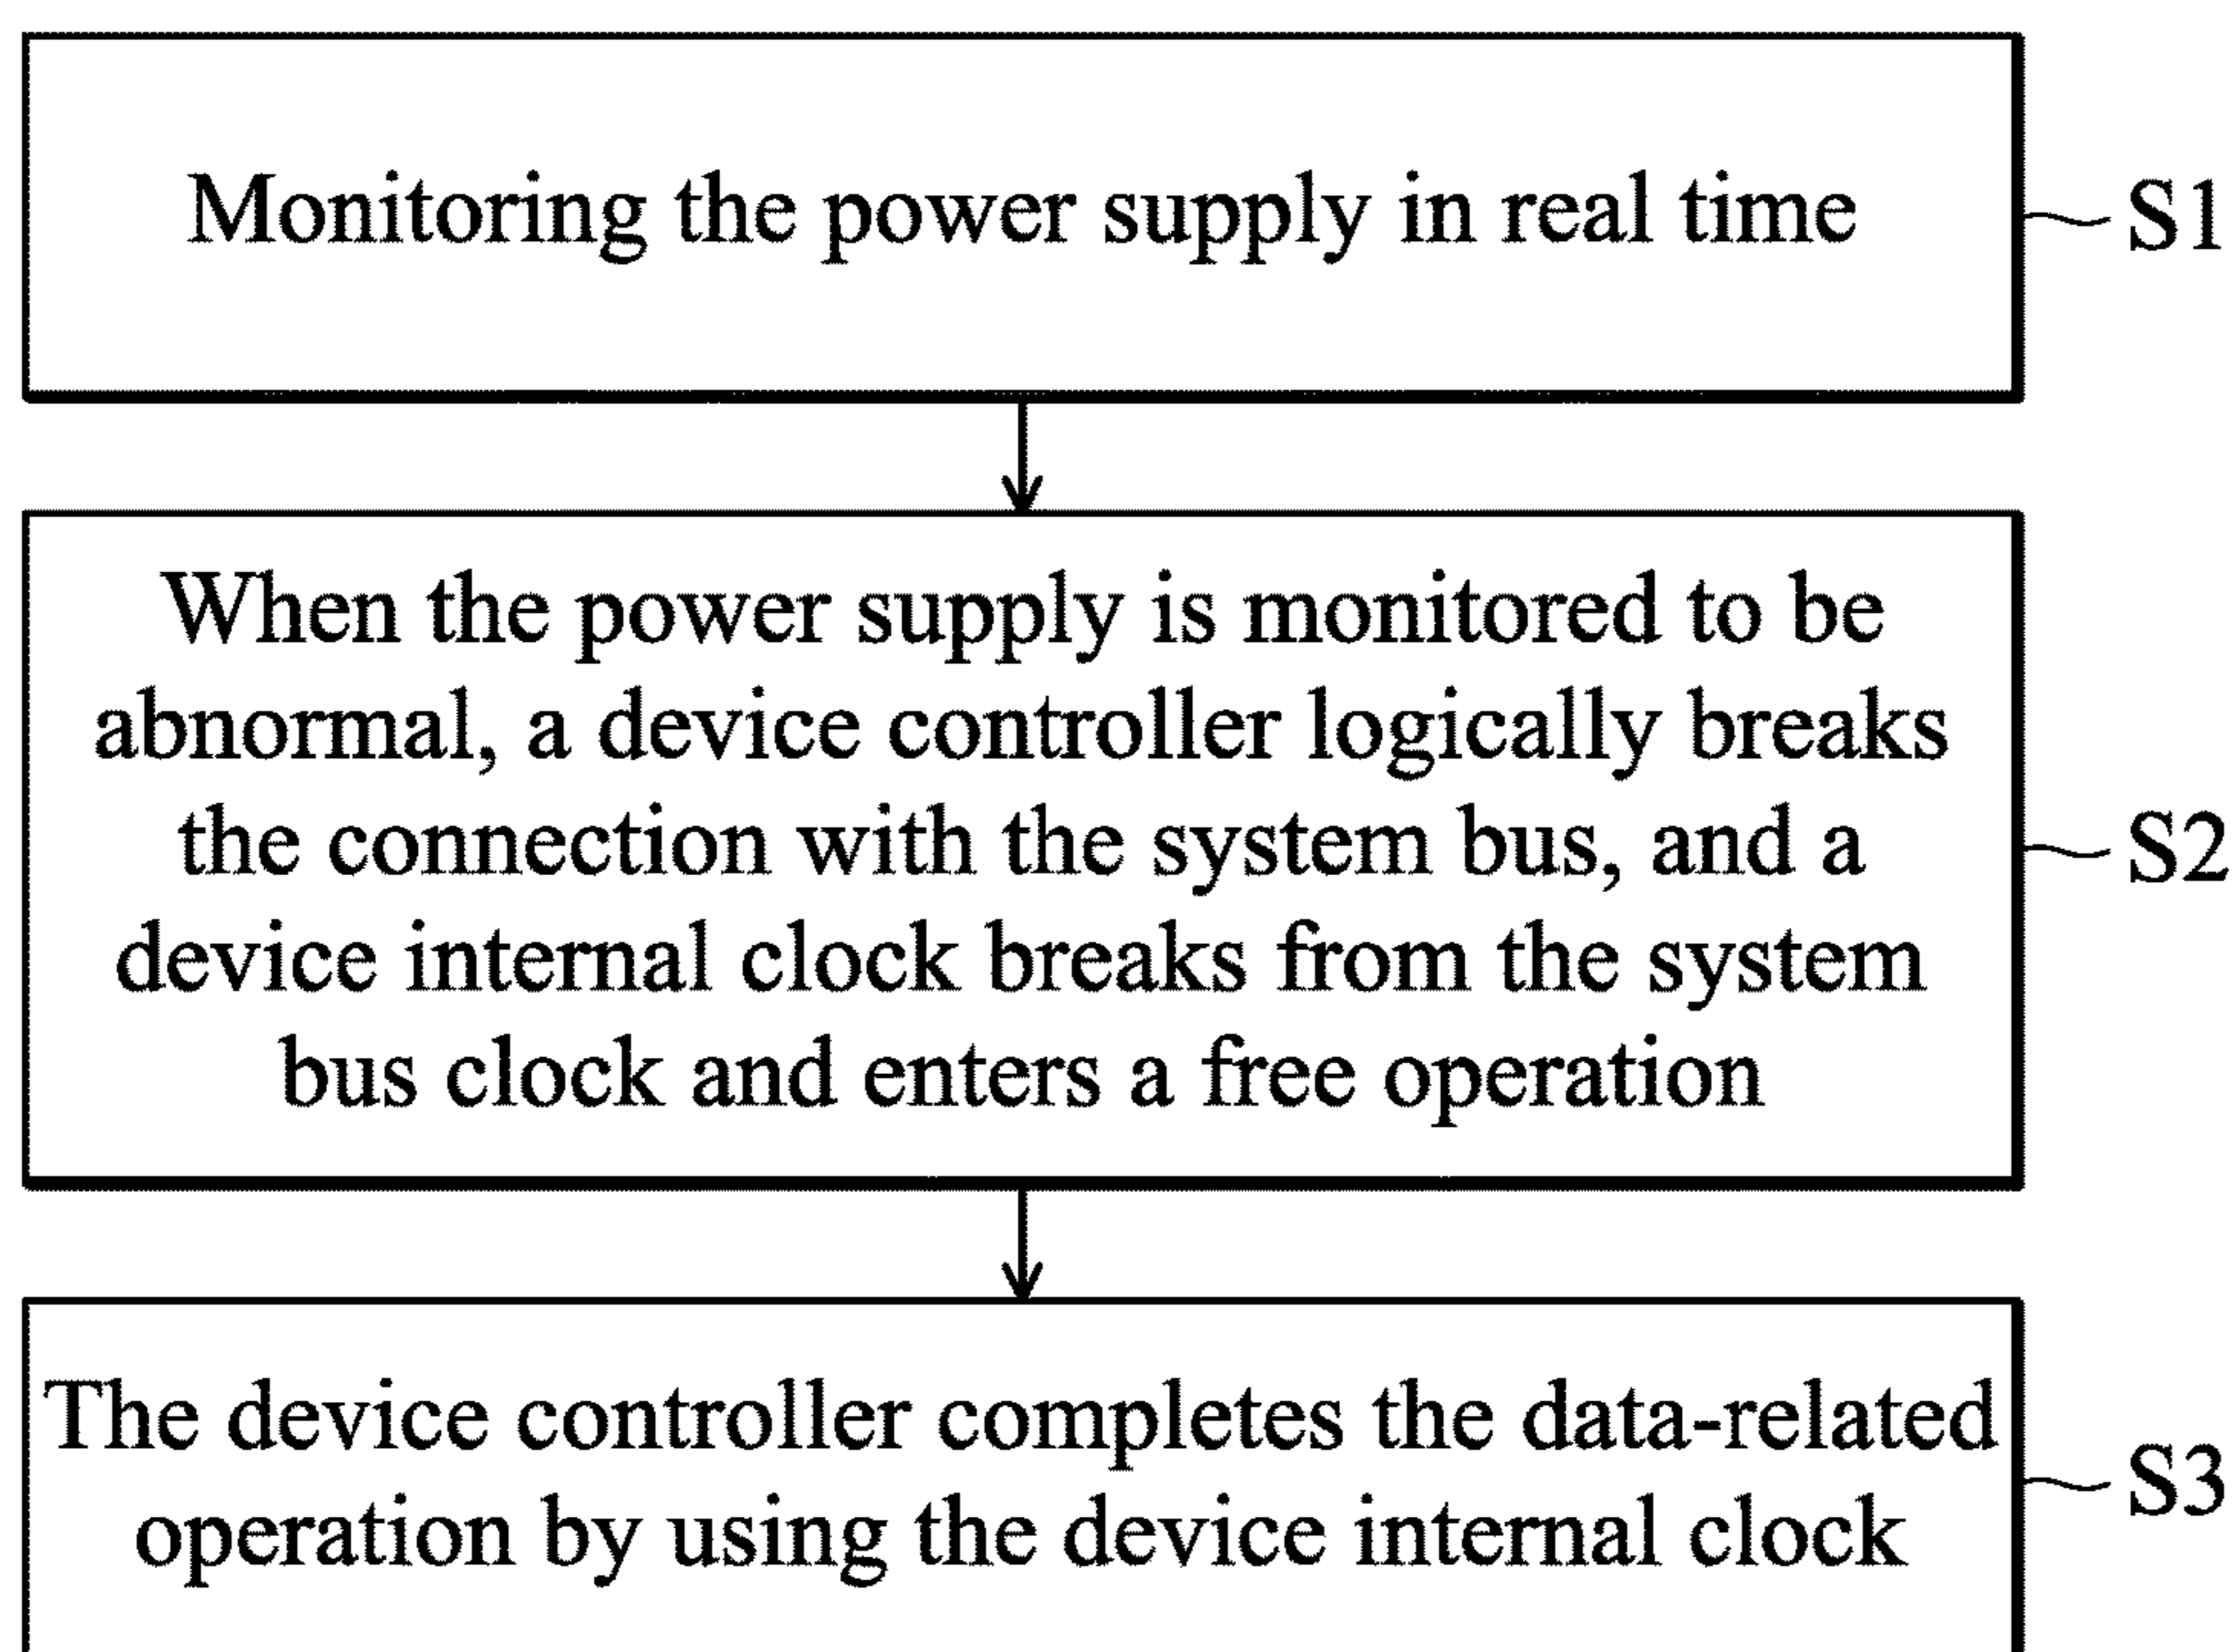 Monitoring the power supply in real time
S1
When the power supply is monitored to be
abnormal, a device controller logically breaks
the connection with the system bus, and a
device internal clock breaks from the system
bus clock and enters a free operation
S2
The device controller completes the data-related
operation by using the device internal clock
S3